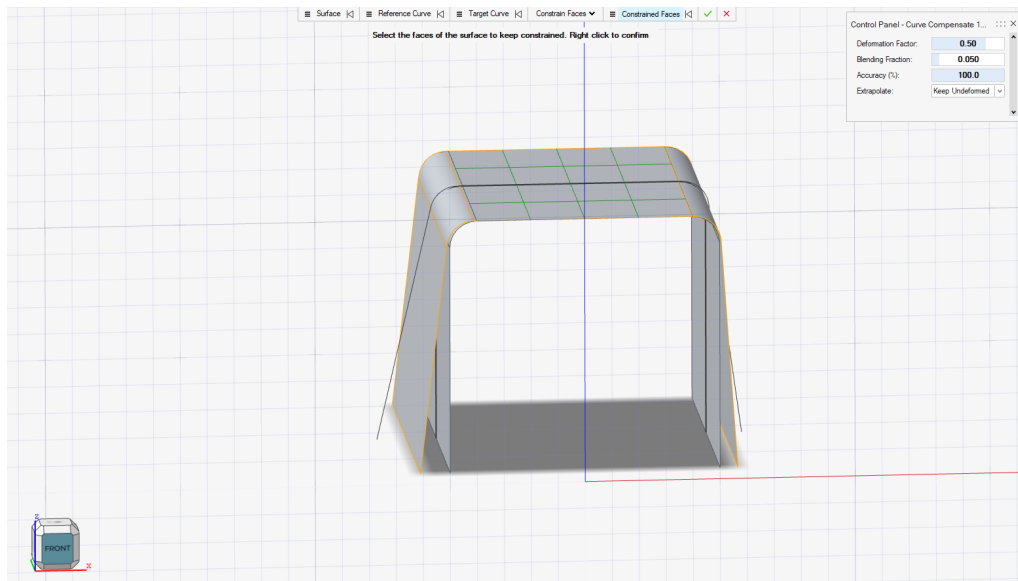 Surface Reference Curve Target Curve Constrain Faces Constrained Faces
Select the faces of the surface to keep constrained. Right click to confirm
Control Panel - Curve Compensate 1...
Deformation Factor: 0.50
Blending Fraction: 0.050
Accuracy (%): 100.0
Extrapolate: Keep Undeformed
Z
FRONT
X